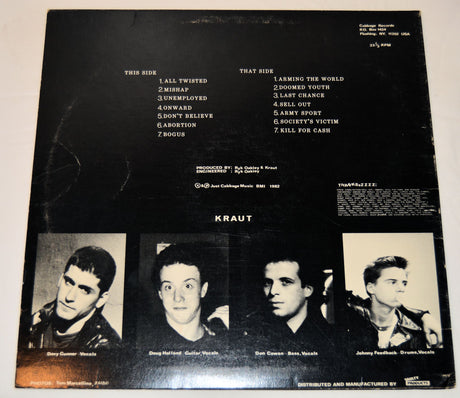 Cabbage Records
P.O. Box 1424
Flushing, NY. 11352 USA
33⅓ RPM
THIS SIDE
1. ALL TWISTED
2. MISHAP
3. UNEMPLOYED
4. ONWARD
5. DON'T BELIEVE
6. ABORTION
7. BOGUS
THAT SIDE
1. ARMING THE WORLD
2. DOOMED YOUTH
3. LAST CHANCE
4. SELL OUT
5. ARMY SPORT
6. SOCIETY'S VICTIM
7. KILL FOR CASH
PRODUCED BY: Ryk Oakley & Kraut
ENGINEERED : Ryk Oakley
Just Cabbage Music BMI 1982
KRAUT
Doug Holland Guitar, Vocals
Don Cowan Bass, Vocals
Johnny Feedback Drums, Vocals
DISTRIBUTED AND MANUFACTURED BY
PRODUCTS